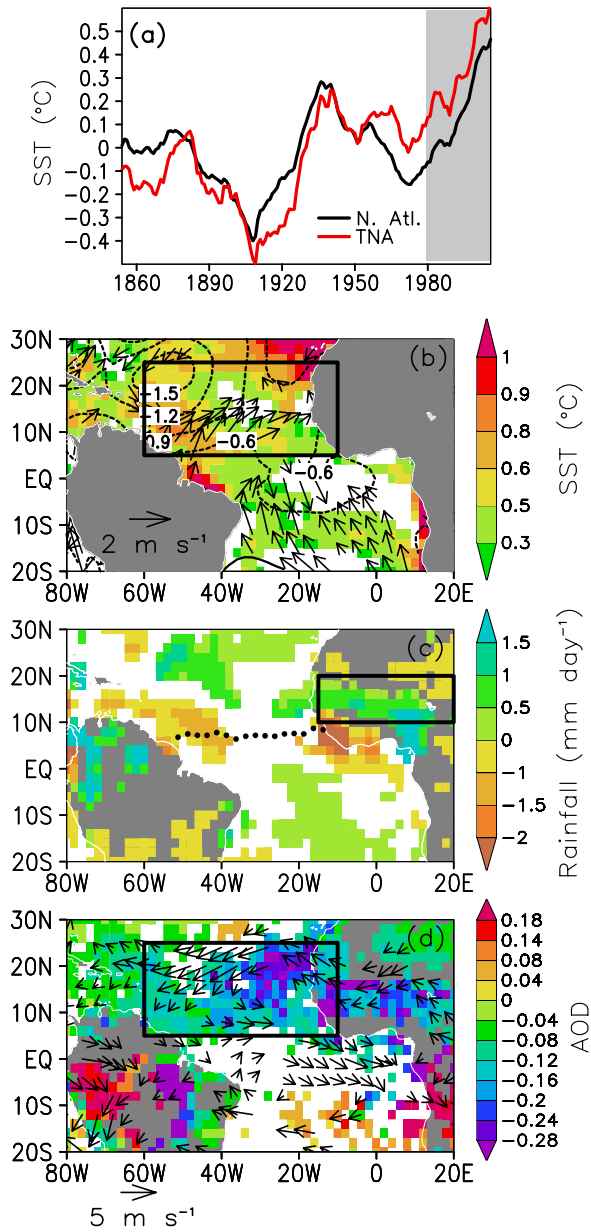 (a)
SST (°C)
0.5
0.4
0.3
0.2
0.1
0
-0.1
-0.2
-0.3
-0.4
N. Atl.
TNA
1860 1890 1920 1950 1980
30N
20N
10N
EQ
10S
20S
(b)
-1.5
-1.2
0.9
-0.6
-0.6
2 m s⁻¹
80W 60W 40W 20W 0 20E
1
0.9
0.8
0.6
0.5
0.3
SST (°C)
30N
20N
10N
EQ
10S
20S
(c)
80W 60W 40W 20W 0 20E
1.5
1
0.5
0
-1
-1.5
-2
Rainfall (mm day⁻¹)
30N
20N
10N
EQ
10S
20S
(d)
80W 60W 40W 20W 0 20E
5 m s⁻¹
0.18
0.14
0.08
0.04
0
-0.04
-0.08
-0.12
-0.16
-0.2
-0.24
-0.28
AOD